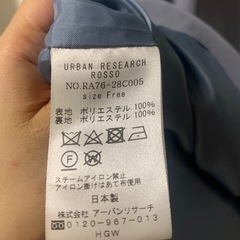 URBAN RESEARCH
ROSSO
NO.RA76-28C005
size Free
表地 ポリエステル 100%
裏地 ポリエステル 100%
スチームアイロン禁止
アイロン掛けはあて布使用
日本製
株式会社 アーバンリサーチ
NO.0120-967-013
HGW